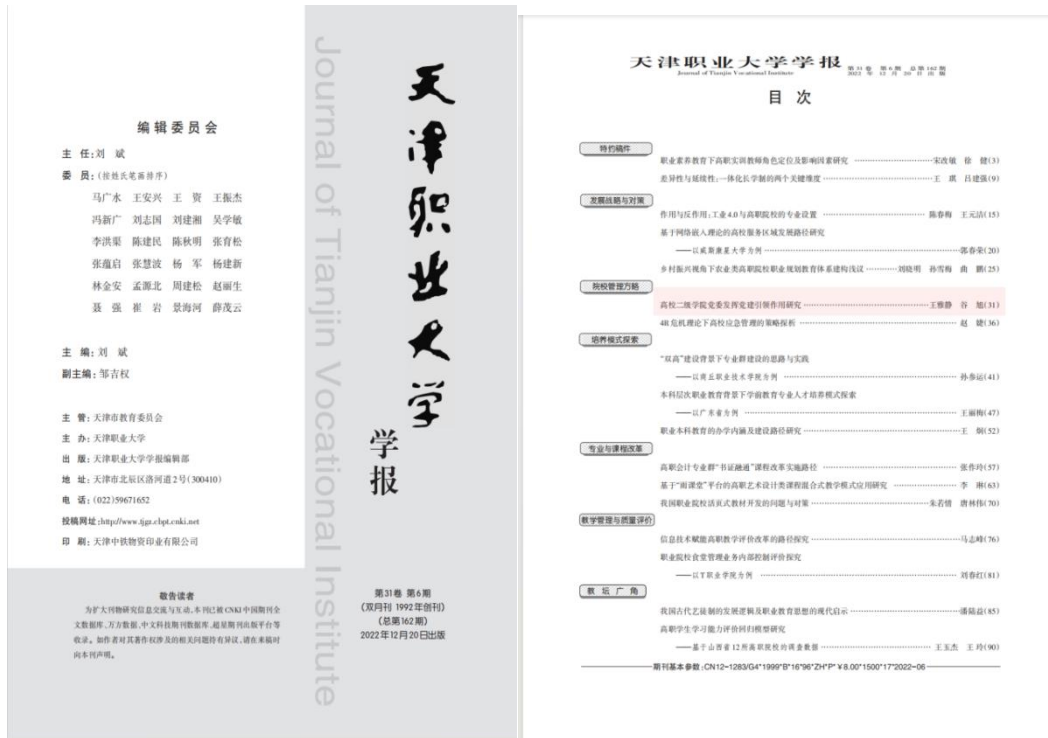 编辑委员会
主 任:刘 斌
委 员:(按姓氏笔画排序)
马广水 王安兴 王 资 王振杰
冯新广 刘志国 刘建湘 吴学敏
李洪渠 陈建民 陈秋明 张育松
张蕴启 张慧波 杨 军 杨建新
林金安 孟源北 周建松 赵丽生
聂 强 崔 岩 景海河 薛茂云
主 编:刘 斌
副主编:邹吉权
主 管:天津市教育委员会
主 办:天津职业大学
出 版:天津职业大学学报编辑部
地 址:天津市北辰区洛河道2号(300410)
电 话:(022)59671652
投稿网址:http://www.tjgz.cbpt.cnki.net
印 刷:天津中铁物资印业有限公司
敬告读者
为扩大刊物研究信息交流与互动,本刊已被CNKI中国期刊全
文数据库、万方数据、中文科技期刊数据库、超星期刊出版平台等
收录。如作者对其著作权涉及的相关问题持有异议,请在来稿时
向本刊声明。
Journal of Tianjin Vocational Institute
天津职业大学
学报
第31卷 第6期
(双月刊 1992年创刊)
(总第162期)
2022年12月20日出版
天津职业大学学报
第31卷 第6期 总第162期
Journal of Tianjin Vocational Institute
2022 年 12 月 20 日 出 版
目 次
特约稿件
职业素养教育下高职实训教师角色定位及影响因素研究 ……宋改敏 徐 健(3)
差异性与延续性:一体化长学制的两个关键维度 ……王 琪 吕建强(9)
发展战略与对策
作用与反作用:工业4.0与高职院校的专业设置 ……陈春梅 王元洁(15)
基于网络嵌入理论的高校服务区域发展路径研究
——以威斯康星大学为例 ……郭春荣(20)
乡村振兴视角下农业类高职院校职业规划教育体系建构浅议 ……刘晓明 孙雪梅 曲 鹏(25)
院校管理方略
高校二级学院党委发挥党建引领作用研究 ……王雅静 谷 旭(31)
4R危机理论下高校应急管理的策略探析 ……赵 婕(36)
培养模式探索
“双高”建设背景下专业群建设的思路与实践
——以商丘职业技术学院为例 ……孙参运(41)
本科层次职业教育背景下学前教育专业人才培养模式探索
——以广东省为例 ……王丽梅(47)
职业本科教育的办学内涵及建设路径研究 ……王 炯(52)
专业与课程改革
高职会计专业群“书证融通”课程改革实施路径 ……张作玲(57)
基于“雨课堂”平台的高职艺术设计类课程混合式教学模式应用研究 ……李 琳(63)
我国职业院校活页式教材开发的问题与对策 ……朱若情 唐林伟(70)
教学管理与质量评价
信息技术赋能高职教学评价改革的路径探究 ……马志峰(76)
职业院校食堂管理业务内部控制评价探究
——以T职业学院为例 ……刘春红(81)
教 坛 广 角
我国古代艺徒制的发展逻辑及职业教育思想的现代启示 ……潘陆益(85)
高职学生学习能力评价回归模型研究
——基于山西省12所高职院校的调查数据 ……王玉杰 王 玲(90)
期刊基本参数:CN12-1283/G4*1999*B*16*96*ZH*P*￥8.00*1500*17*2022-06